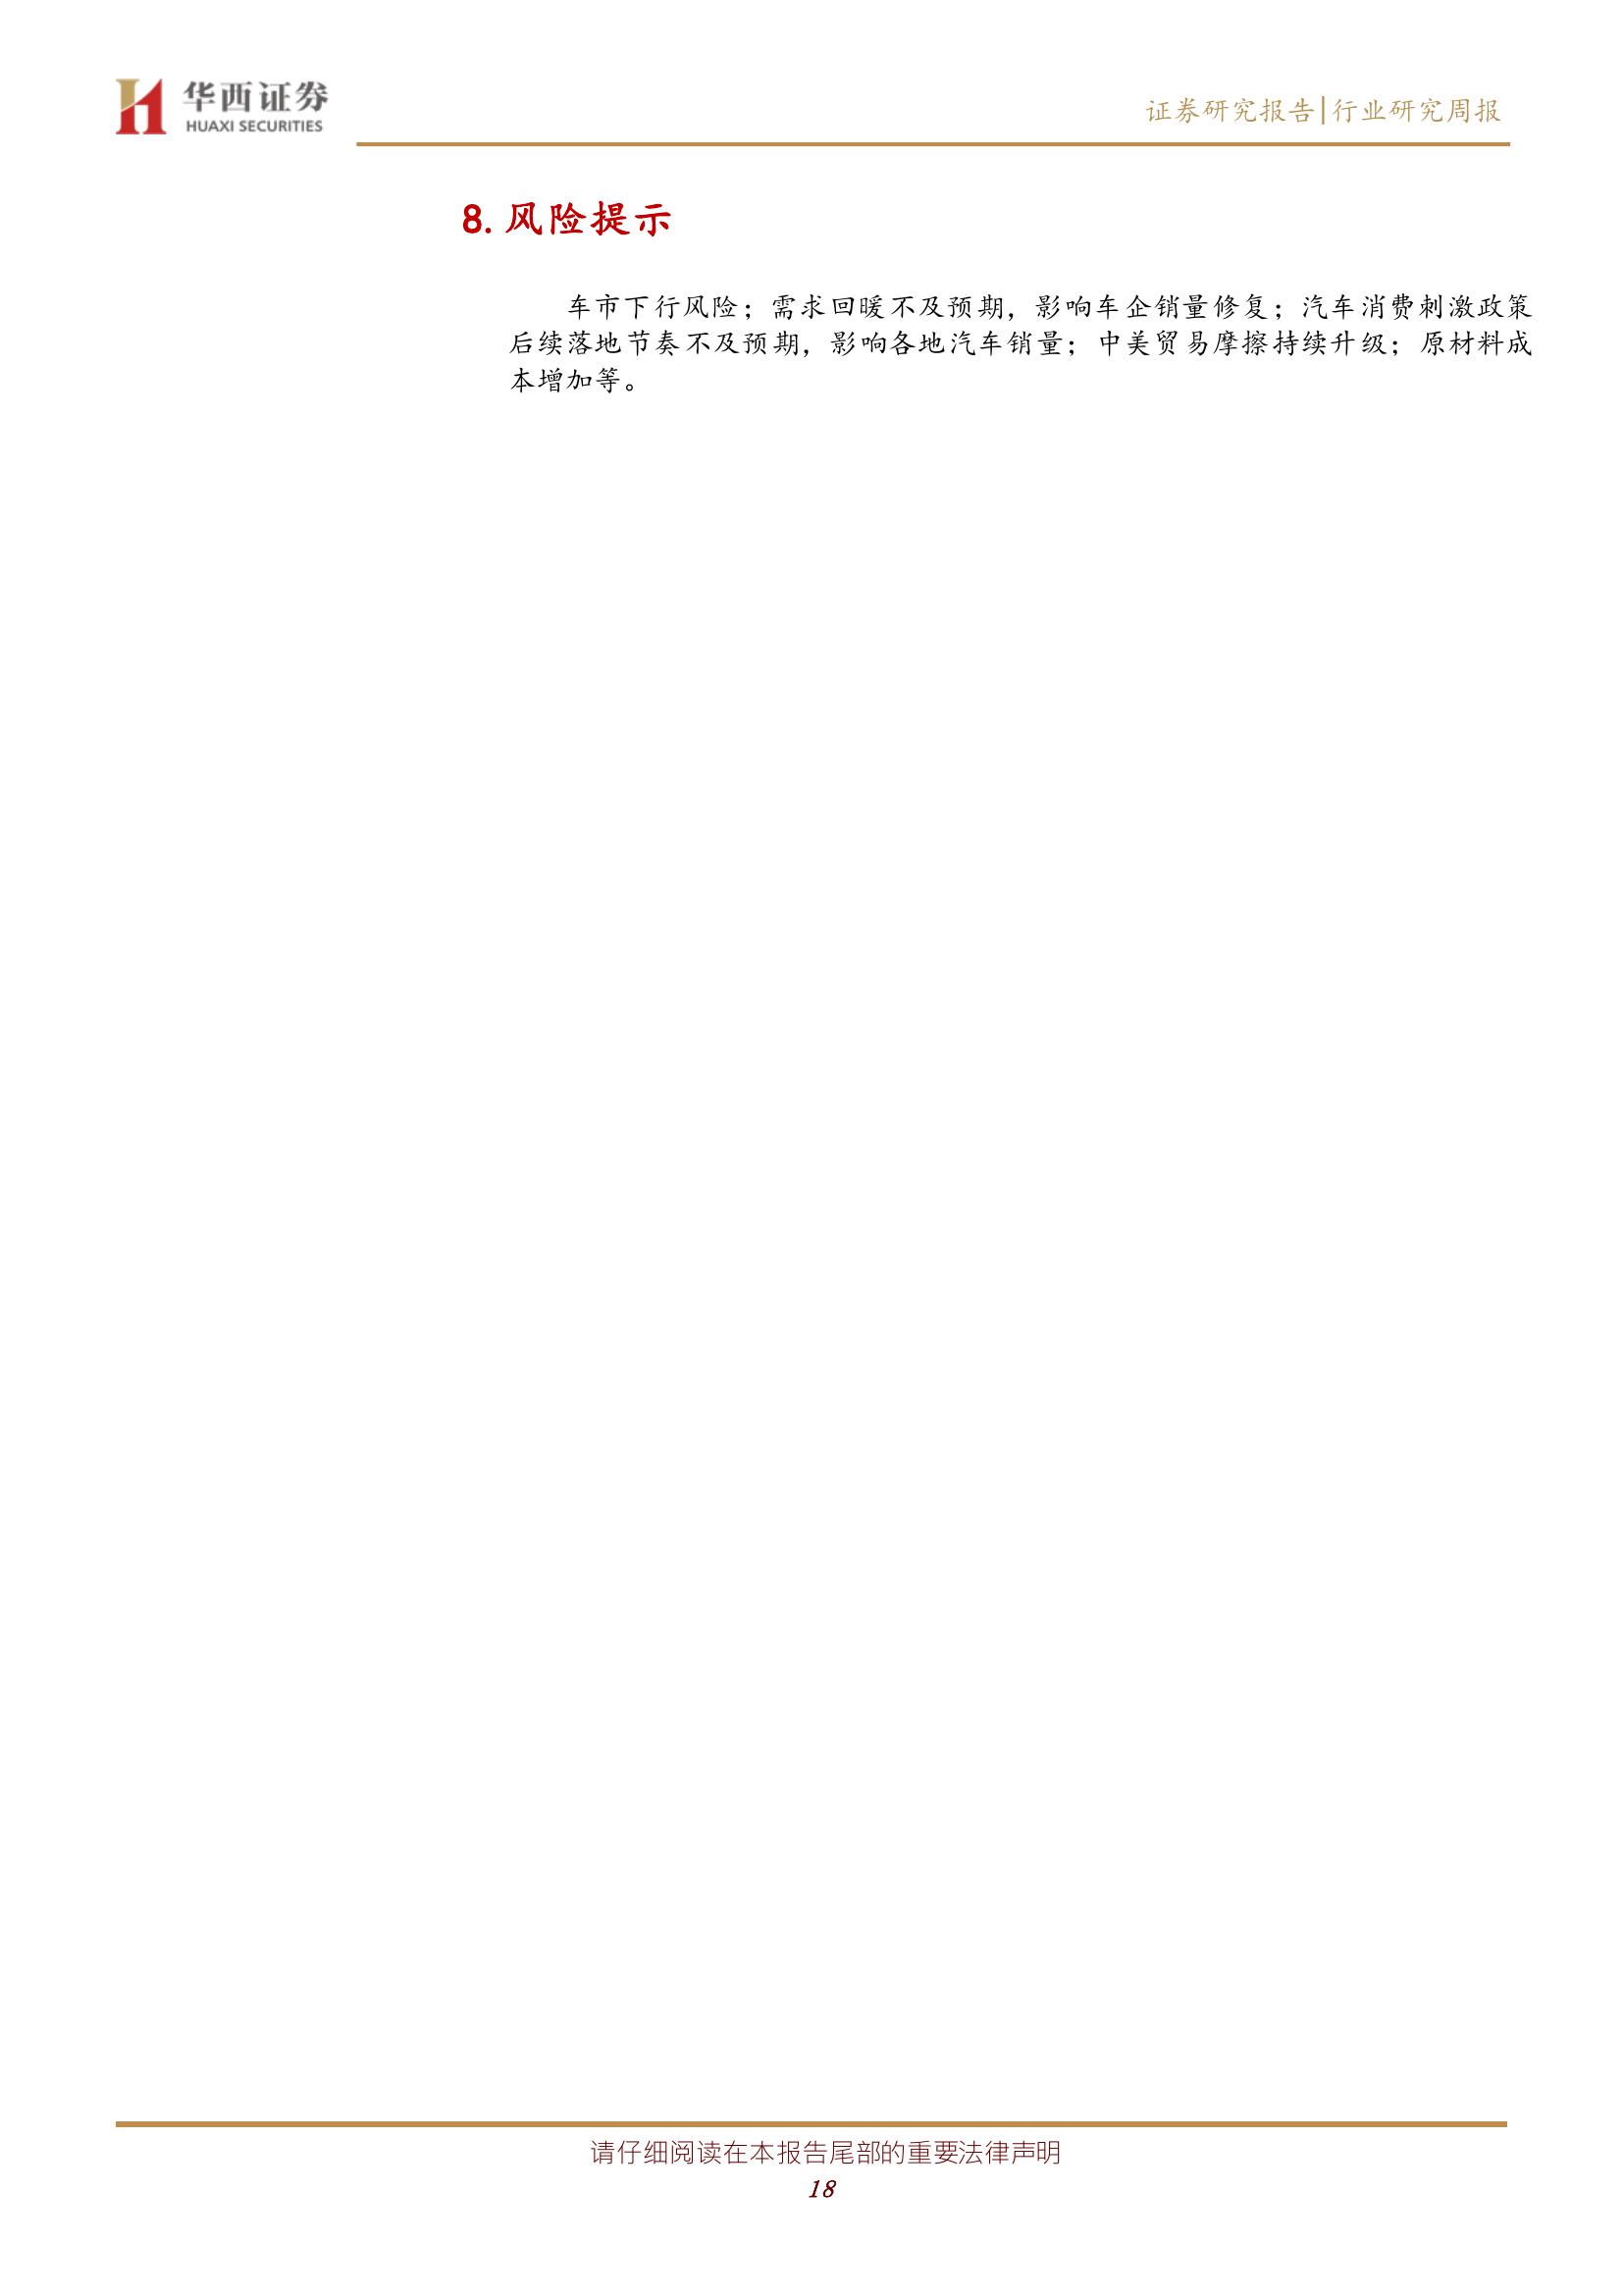 华西证券
HUAXI SECURITIES
证券研究报告|行业研究周报
8. 风险提示
车市下行风险；需求回暖不及预期，影响车企销量修复；汽车消费刺激政策
后续落地节奏不及预期，影响各地汽车销量；中美贸易摩擦持续升级；原材料成
本增加等。
请仔细阅读在本报告尾部的重要法律声明
18